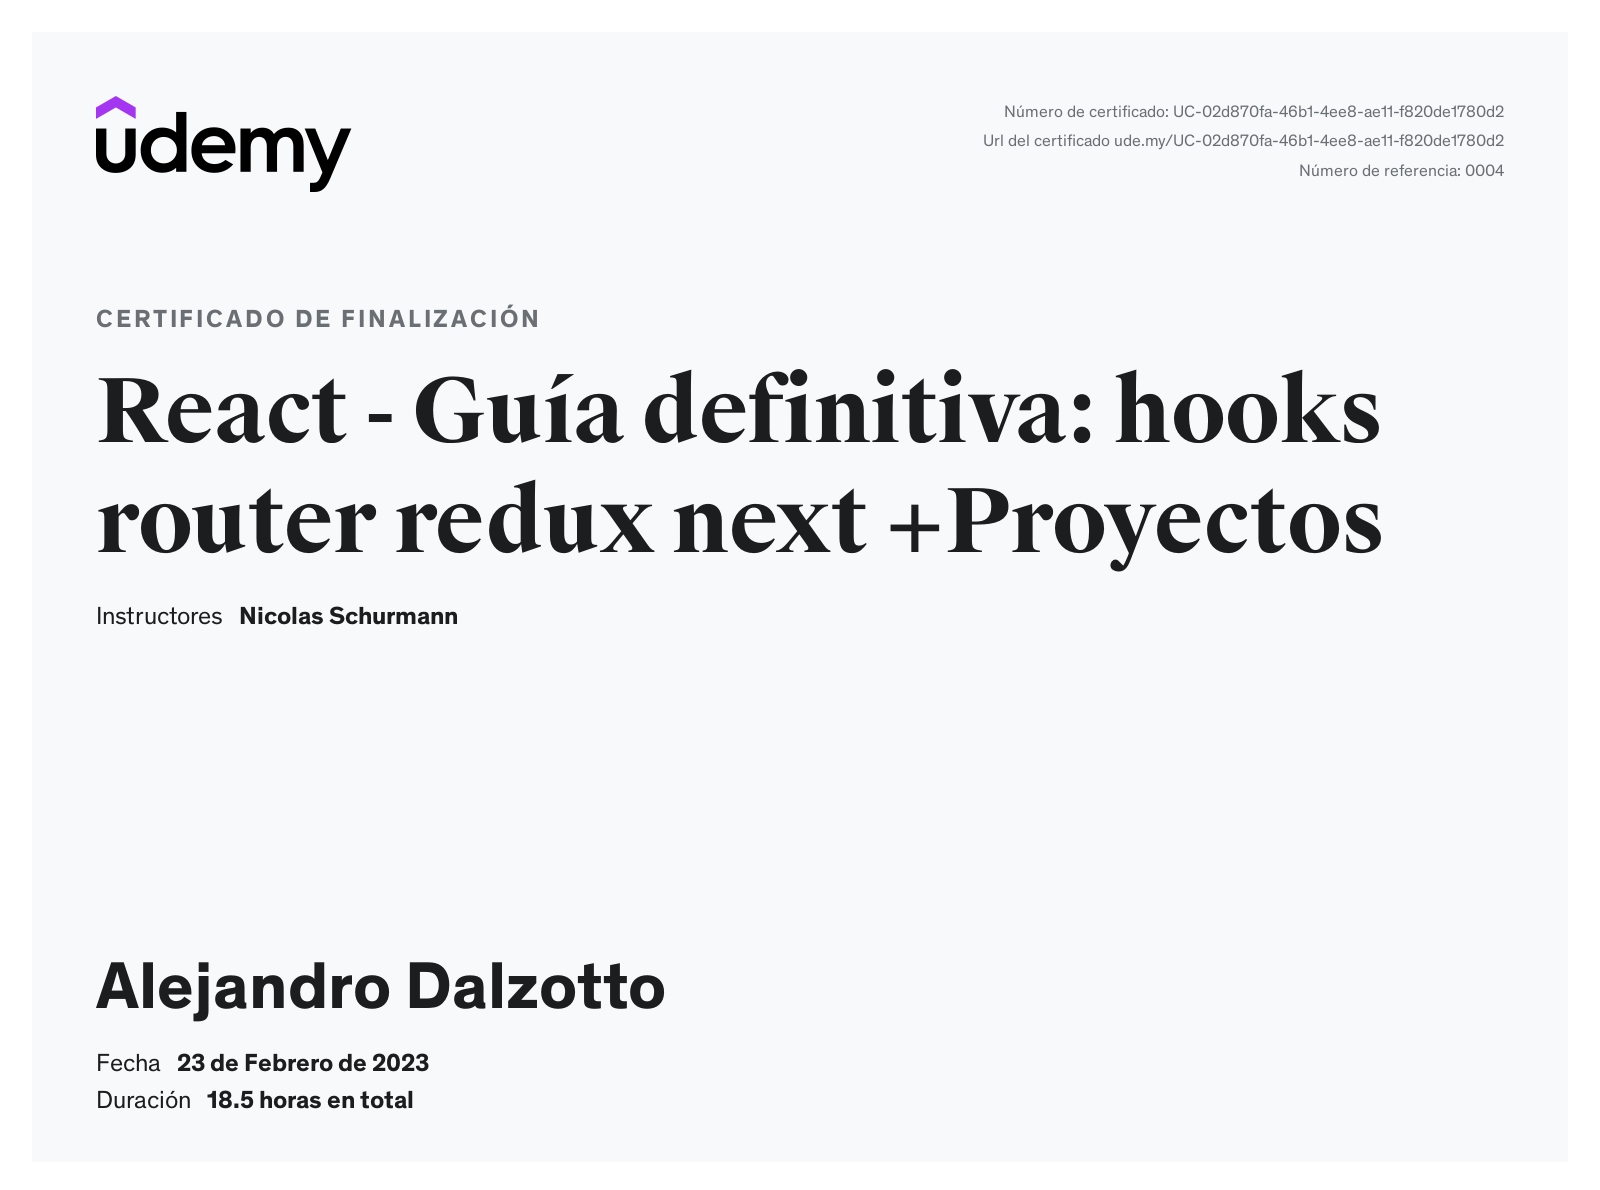 udemy
Número de certificado: UC-02d870fa-46b1-4ee8-ae11-f820de1780d2
Url del certificado ude.my/UC-02d870fa-46b1-4ee8-ae11-f820de1780d2
Número de referencia: 0004
CERTIFICADO DE FINALIZACIÓN
React - Guía definitiva: hooks
router redux next +Proyectos
Instructores Nicolas Schurmann
Alejandro Dalzotto
Fecha 23 de Febrero de 2023
Duración 18.5 horas en total